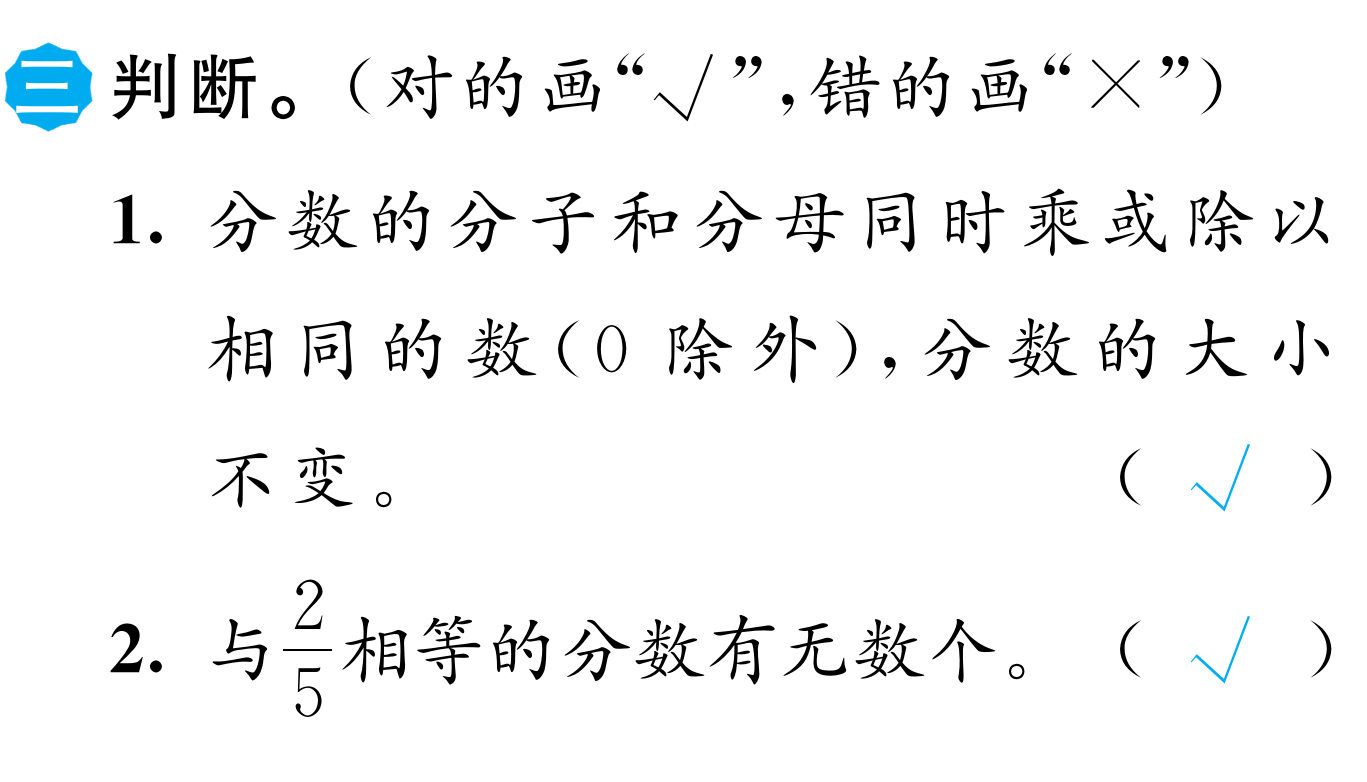 三 判断。(对的画“√”,错的画“×”)
1. 分数的分子和分母同时乘或除以
相同的数(0 除外),分数的大小
不变。 ( √ )
2. 与2/5相等的分数有无数个。 ( √ )